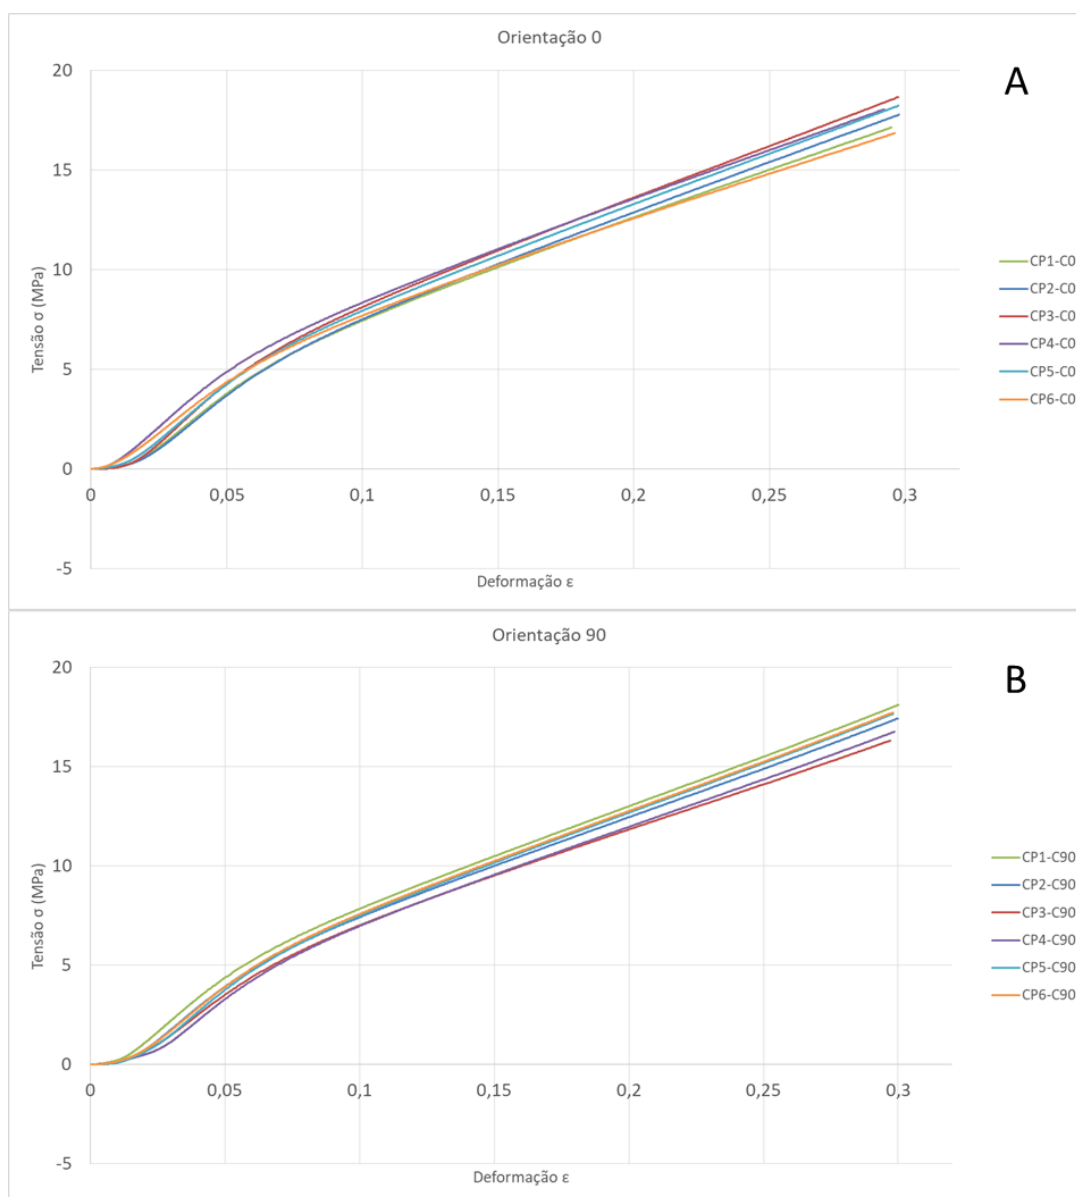 Orientação 0
A
20
15
10
5
0
-5
0 0,05 0,1 0,15 0,2 0,25 0,3
Tensão σ (MPa)
Deformação ε
CP1-C0
CP2-C0
CP3-C0
CP4-C0
CP5-C0
CP6-C0
Orientação 90
B
20
15
10
5
0
-5
0 0,05 0,1 0,15 0,2 0,25 0,3
Tensão σ (MPa)
Deformação ε
CP1-C90
CP2-C90
CP3-C90
CP4-C90
CP5-C90
CP6-C90